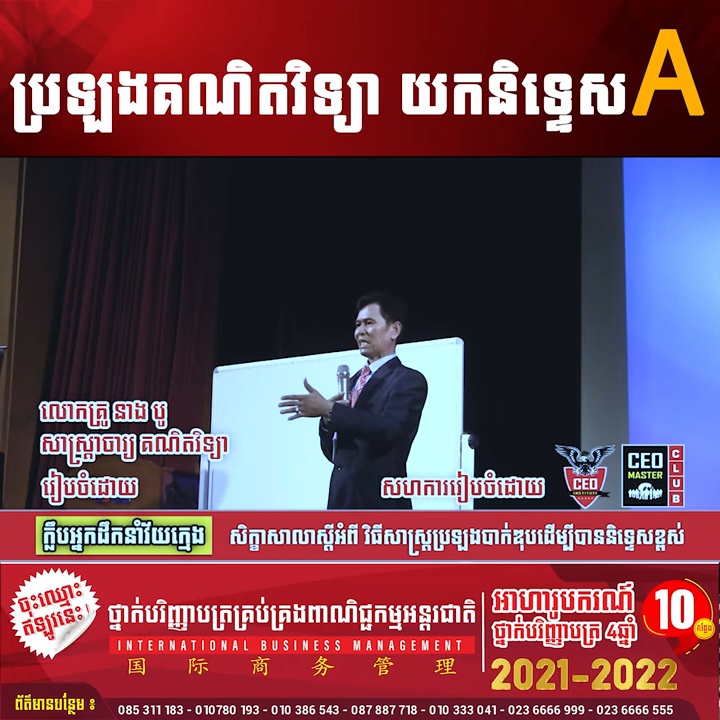 ប្រឡងគណិតវិទ្យា យកនិទ្ទេស A
លោកគ្រូ នាង បូ
សាស្ត្រាចារ្យ គណិតវិទ្យា
រៀបចំដោយ
សហការរៀបចំដោយ
CEO
INSTITUTE
CEO
MASTER
CLUB
ក្លឹបអ្នកដឹកនាំវ័យក្មេង
សិក្ខាសាលាស្ដីអំពី វិធីសាស្ត្រប្រឡងបាក់ឌុបដើម្បីបាននិទ្ទេសខ្ពស់
ចុះឈ្មោះ
ឥឡូវនេះ!
ថ្នាក់បរិញ្ញាបត្រគ្រប់គ្រងពាណិជ្ជកម្មអន្តរជាតិ
INTERNATIONAL BUSINESS MANAGEMENT
国际商务管理
អាហារូបករណ៍
ថ្នាក់បរិញ្ញាបត្រ 4ឆ្នាំ
10
កន្លែង
2021-2022
ព័ត៌មានបន្ថែម ៖
085 311 183 - 010780 193 - 010 386 543 - 087 887 718 - 010 333 041 - 023 6666 999 - 023 6666 555